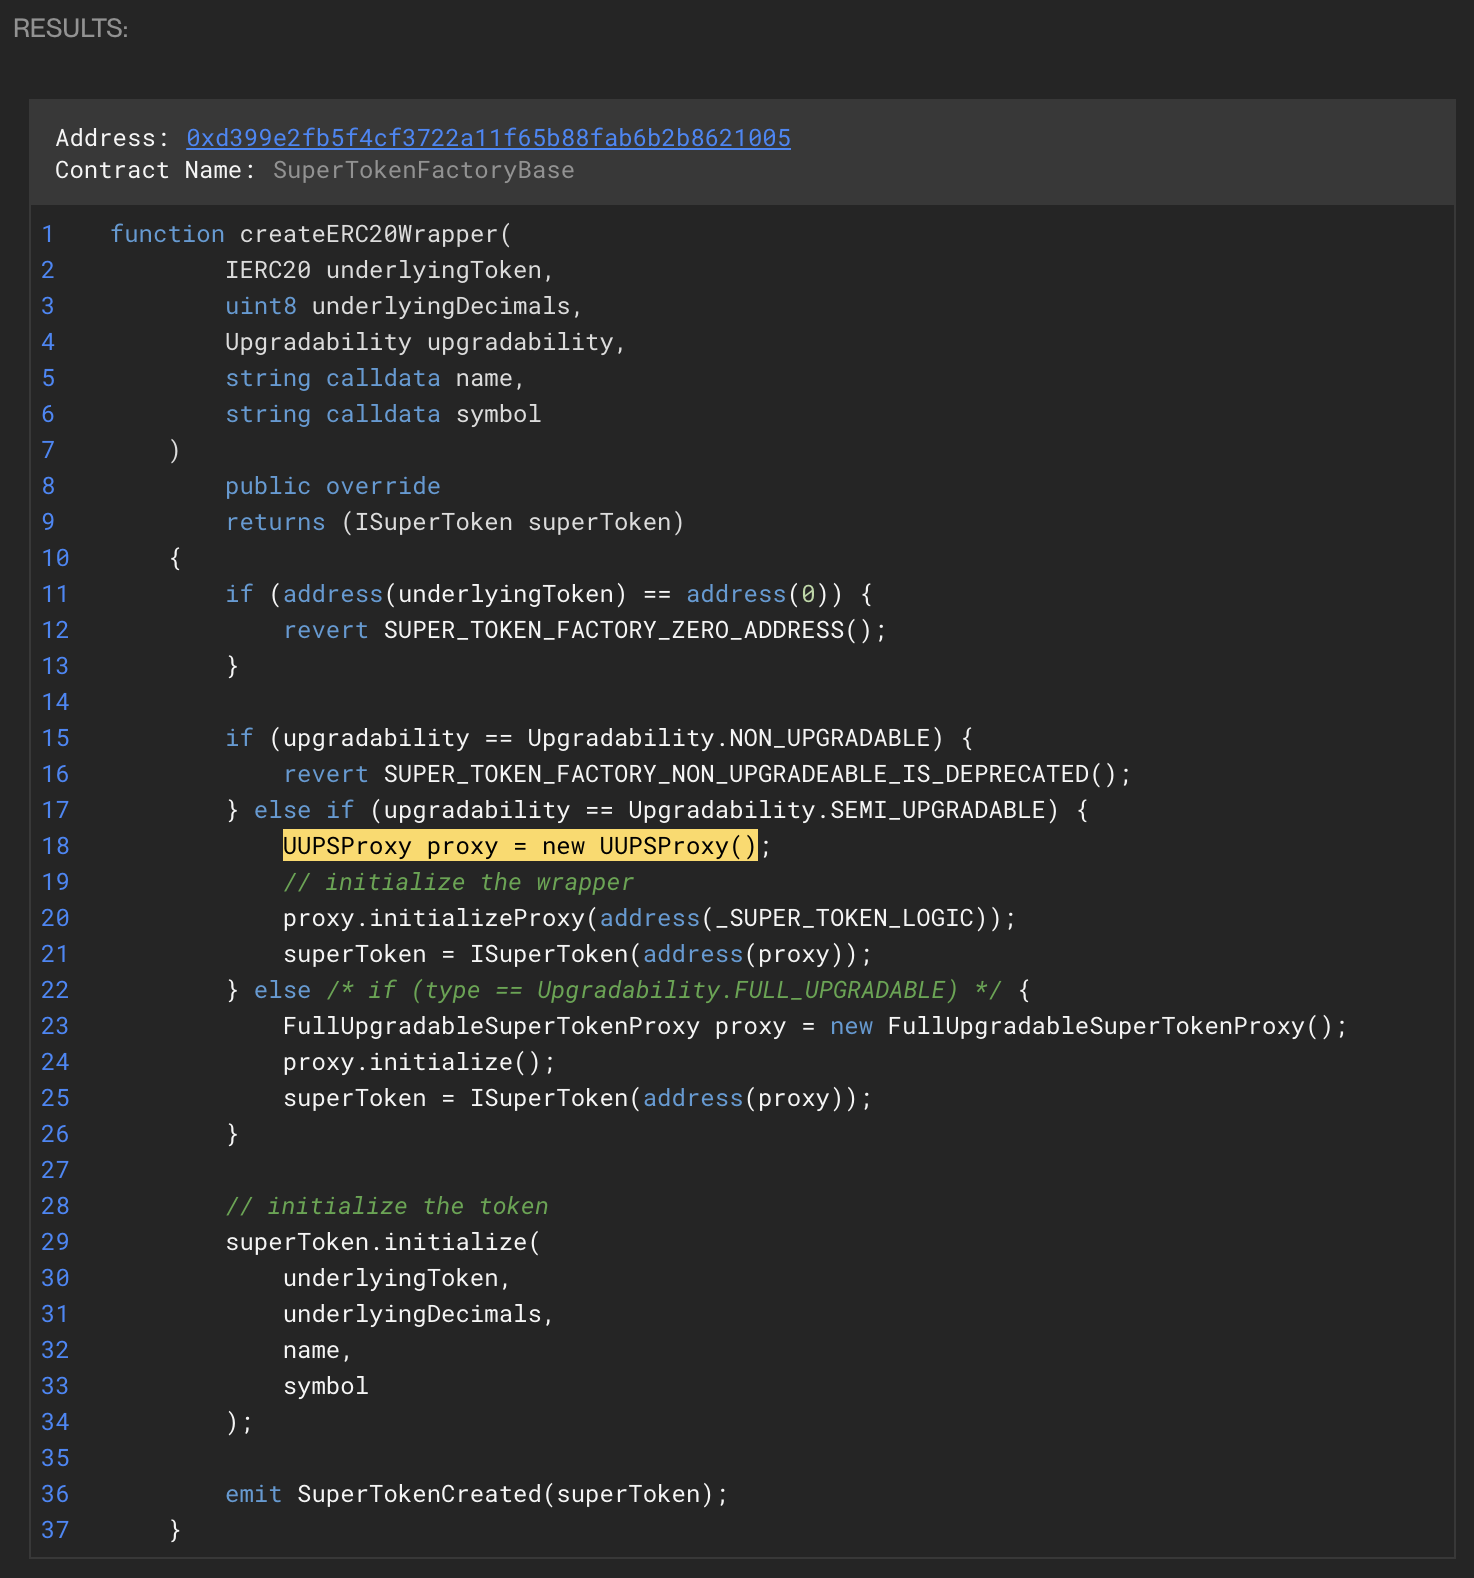 RESULTS:
Address: 0xd399e2fb5f4cf3722a11f65b88fab6b2b8621005
Contract Name: SuperTokenFactoryBase
1 function createERC20Wrapper(
2 IERC20 underlyingToken,
3 uint8 underlyingDecimals,
4 Upgradability upgradability,
5 string calldata name,
6 string calldata symbol
7 )
8 public override
9 returns (ISuperToken superToken)
10 {
11 if (address(underlyingToken) == address(0)) {
12 revert SUPER_TOKEN_FACTORY_ZERO_ADDRESS();
13 }
14
15 if (upgradability == Upgradability.NON_UPGRADABLE) {
16 revert SUPER_TOKEN_FACTORY_NON_UPGRADEABLE_IS_DEPRECATED();
17 } else if (upgradability == Upgradability.SEMI_UPGRADABLE) {
18 UUPSProxy proxy = new UUPSProxy();
19 // initialize the wrapper
20 proxy.initializeProxy(address(_SUPER_TOKEN_LOGIC));
21 superToken = ISuperToken(address(proxy));
22 } else /* if (type == Upgradability.FULL_UPGRADABLE) */ {
23 FullUpgradableSuperTokenProxy proxy = new FullUpgradableSuperTokenProxy();
24 proxy.initialize();
25 superToken = ISuperToken(address(proxy));
26 }
27
28 // initialize the token
29 superToken.initialize(
30 underlyingToken,
31 underlyingDecimals,
32 name,
33 symbol
34 );
35
36 emit SuperTokenCreated(superToken);
37 }